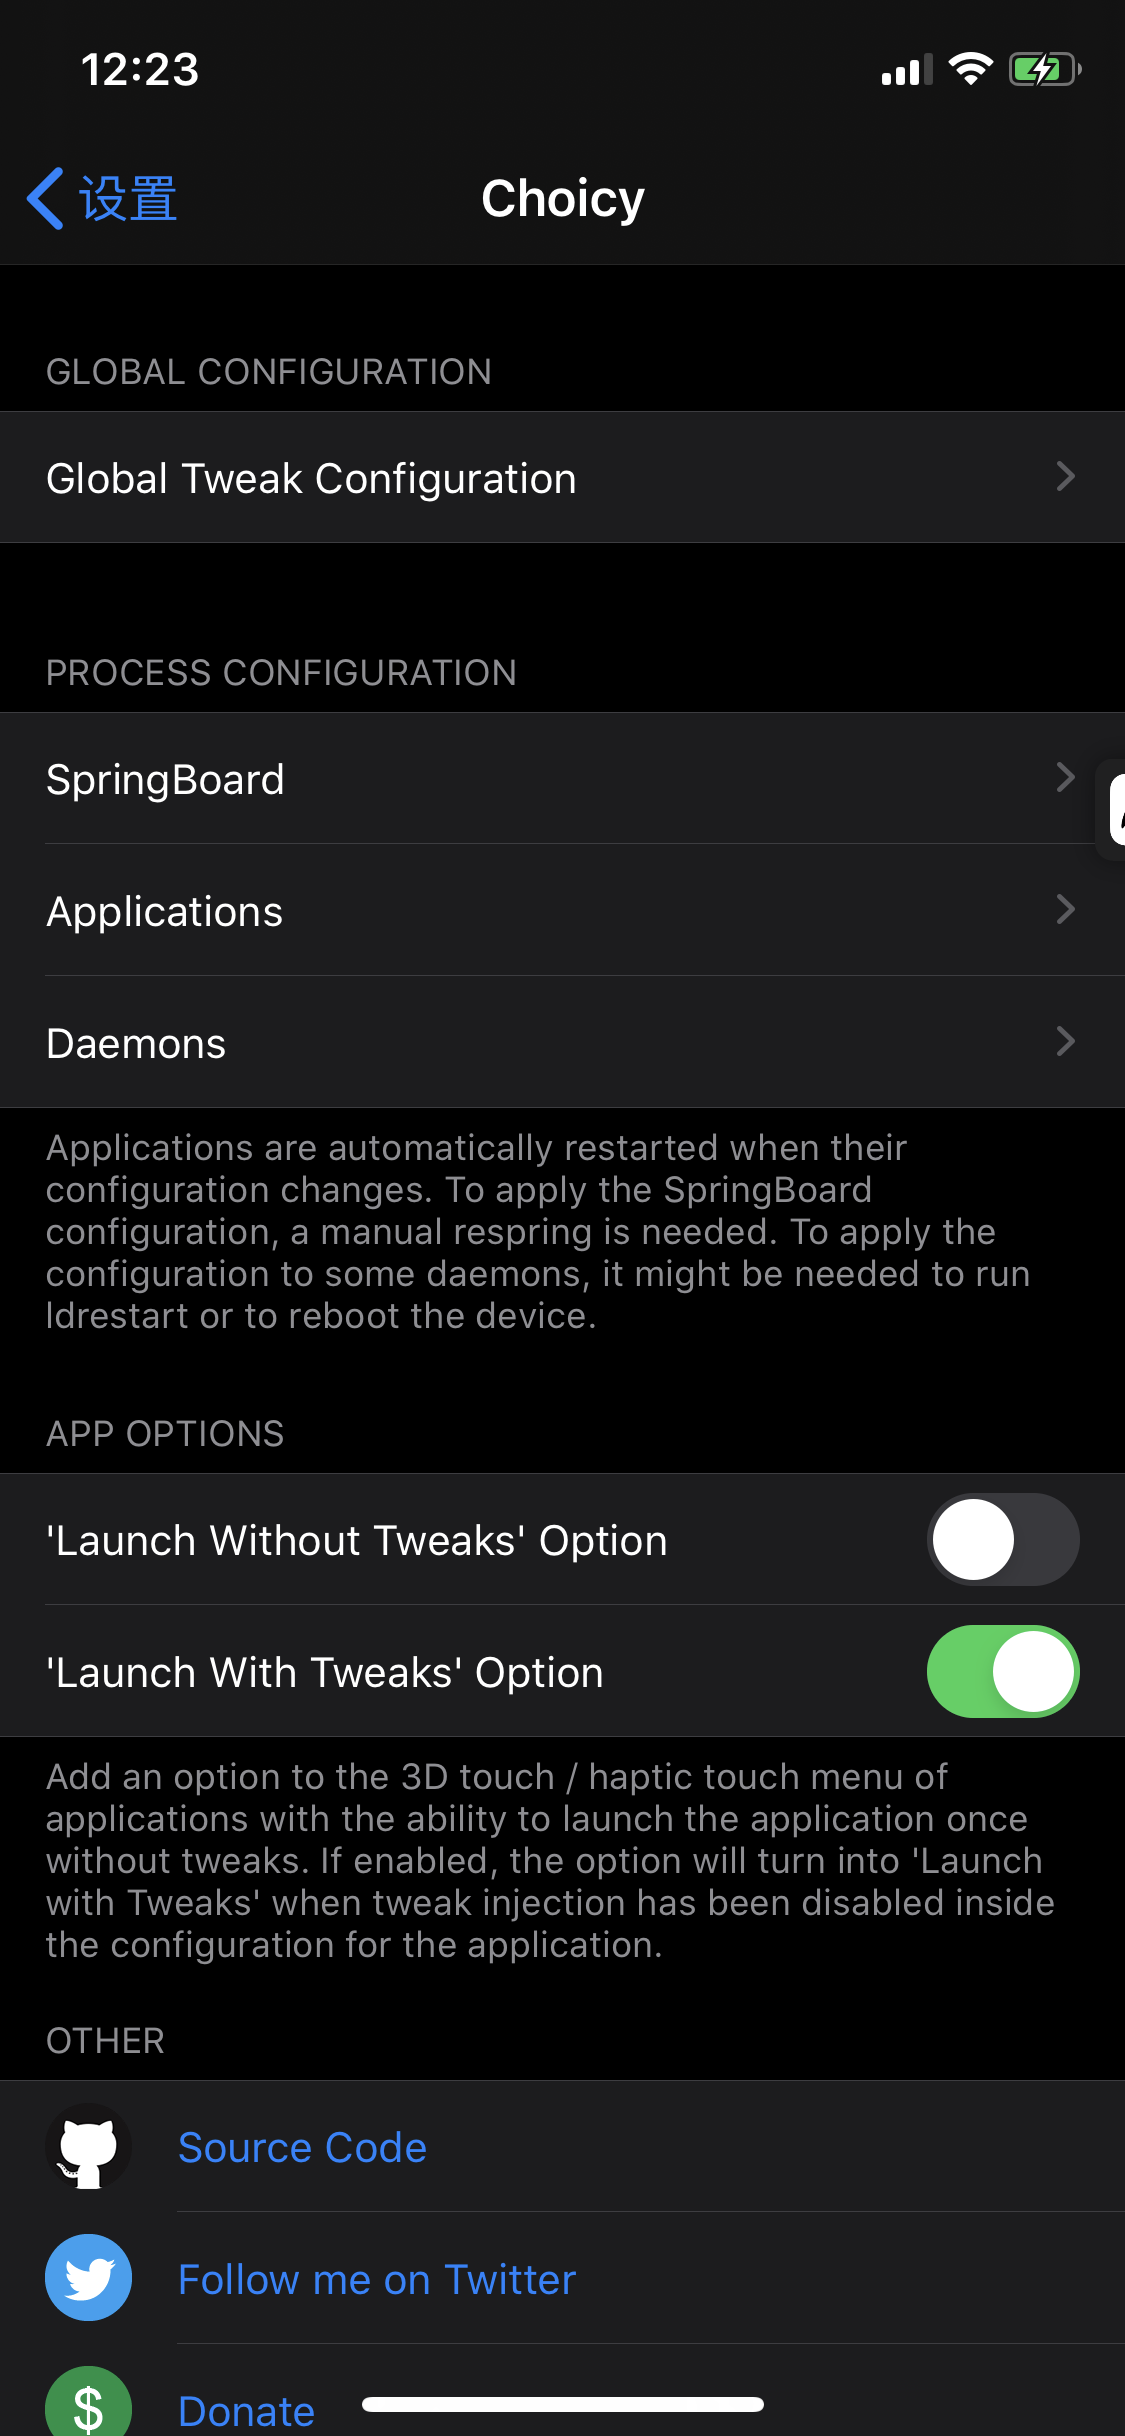 12:23
设置
Choicy
GLOBAL CONFIGURATION
Global Tweak Configuration
PROCESS CONFIGURATION
SpringBoard
Applications
Daemons
Applications are automatically restarted when their
configuration changes. To apply the SpringBoard
configuration, a manual respring is needed. To apply the
configuration to some daemons, it might be needed to run
ldrestart or to reboot the device.
APP OPTIONS
'Launch Without Tweaks' Option
'Launch With Tweaks' Option
Add an option to the 3D touch / haptic touch menu of
applications with the ability to launch the application once
without tweaks. If enabled, the option will turn into 'Launch
with Tweaks' when tweak injection has been disabled inside
the configuration for the application.
OTHER
Source Code
Follow me on Twitter
$ Donate